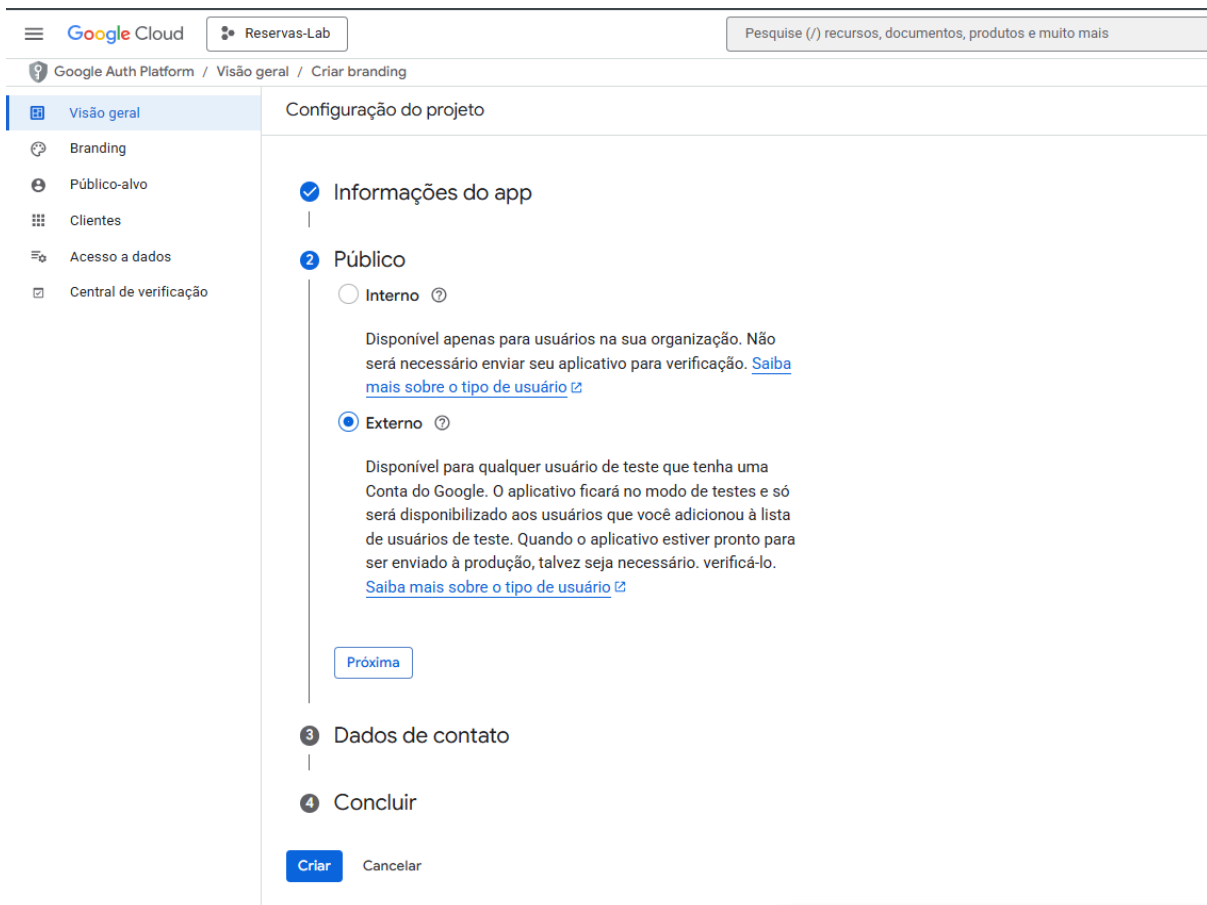 Google Cloud
Reservas-Lab
Pesquise (/) recursos, documentos, produtos e muito mais
Google Auth Platform / Visão geral / Criar branding
Visão geral
Branding
Público-alvo
Clientes
Acesso a dados
Central de verificação
Configuração do projeto
Informações do app
2 Público
Interno
Disponível apenas para usuários na sua organização. Não
será necessário enviar seu aplicativo para verificação. Saiba
mais sobre o tipo de usuário
Externo
Disponível para qualquer usuário de teste que tenha uma
Conta do Google. O aplicativo ficará no modo de testes e só
será disponibilizado aos usuários que você adicionou à lista
de usuários de teste. Quando o aplicativo estiver pronto para
ser enviado à produção, talvez seja necessário. verificá-lo.
Saiba mais sobre o tipo de usuário
Próxima
3 Dados de contato
4 Concluir
Criar
Cancelar